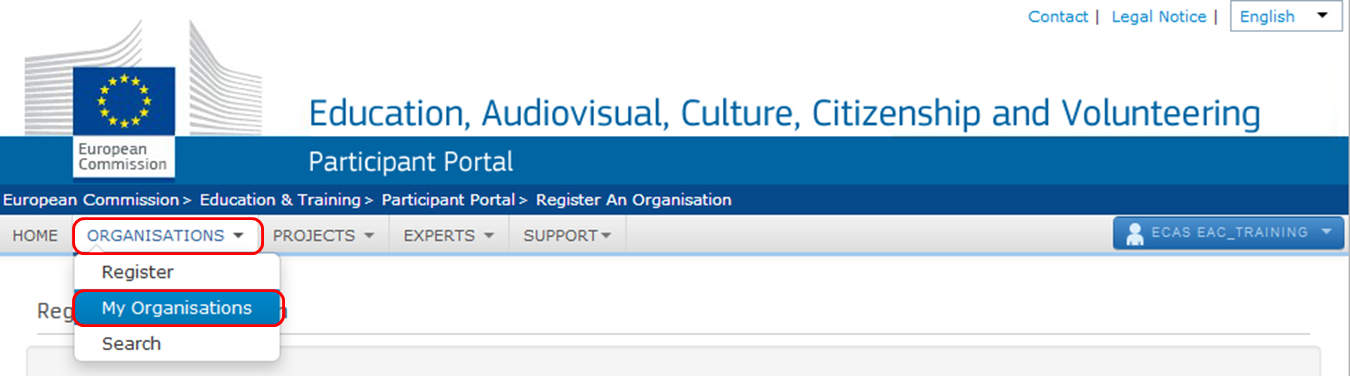 Contact | Legal Notice | English
Education, Audiovisual, Culture, Citizenship and Volunteering
European
Commission
Participant Portal
European Commission > Education & Training > Participant Portal > Register An Organisation
HOME ORGANISATIONS PROJECTS EXPERTS SUPPORT ECAS EAC_TRAINING
Register
My Organisations
Search